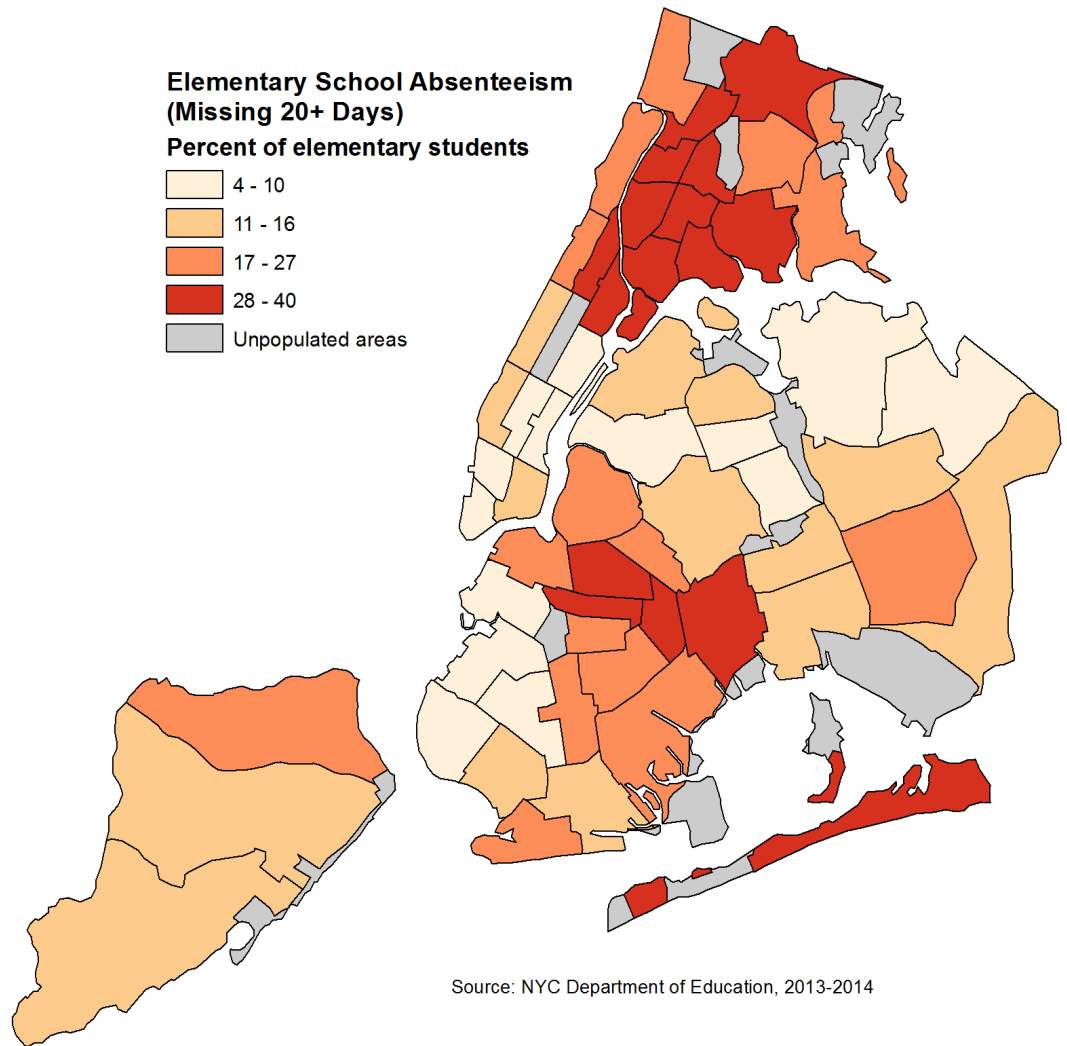 Elementary School Absenteeism
(Missing 20+ Days)
Percent of elementary students
4 - 10
11 - 16
17 - 27
28 - 40
Unpopulated areas
Source: NYC Department of Education, 2013-2014